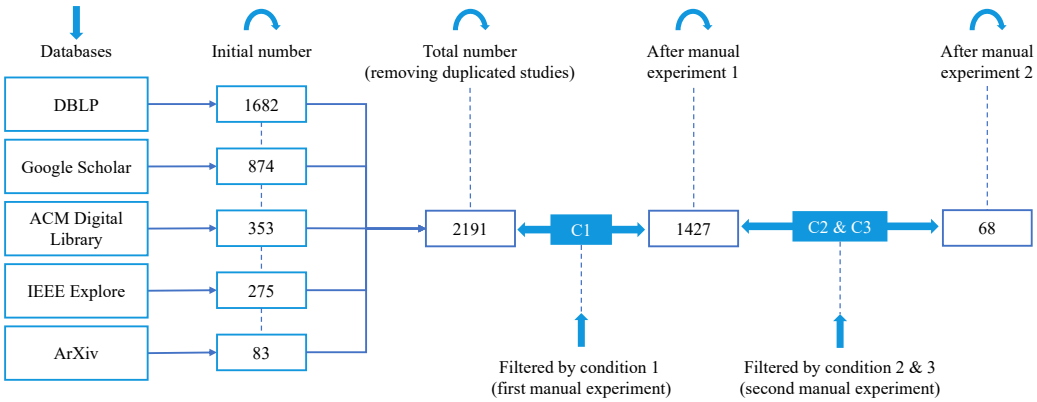 Databases
Initial number
Total number
(removing duplicated studies)
After manual
experiment 1
After manual
experiment 2
DBLP
1682
Google Scholar
874
ACM Digital
Library
353
2191
C1
1427
C2 & C3
68
IEEE Explore
275
ArXiv
83
Filtered by condition 1
(first manual experiment)
Filtered by condition 2 & 3
(second manual experiment)